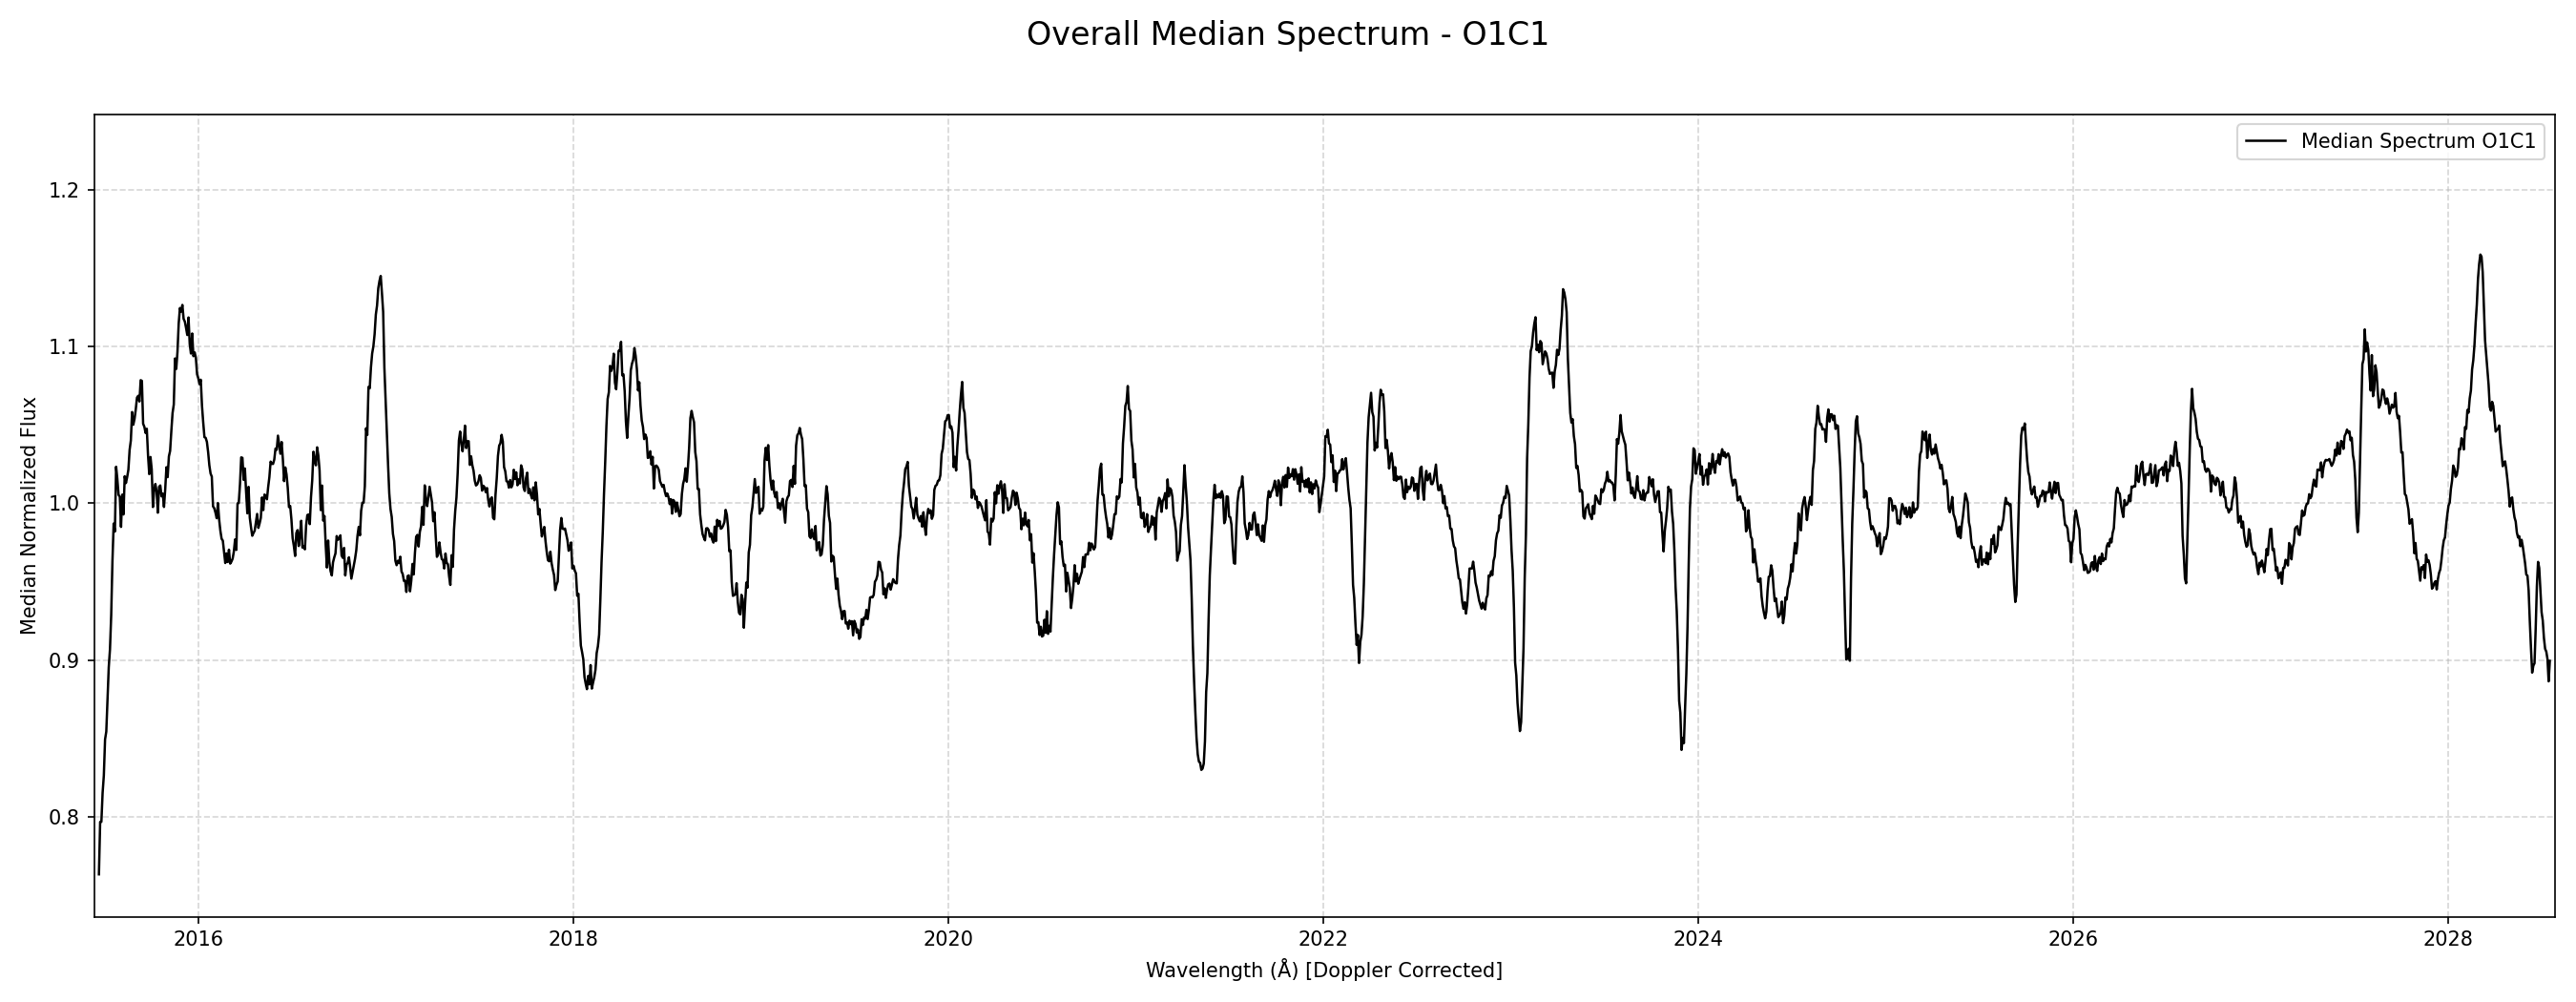 Overall Median Spectrum - O1C1
Median Spectrum O1C1
Median Normalized Flux
1.2
1.1
1.0
0.9
0.8
2016 2018 2020 2022 2024 2026 2028
Wavelength (Å) [Doppler Corrected]